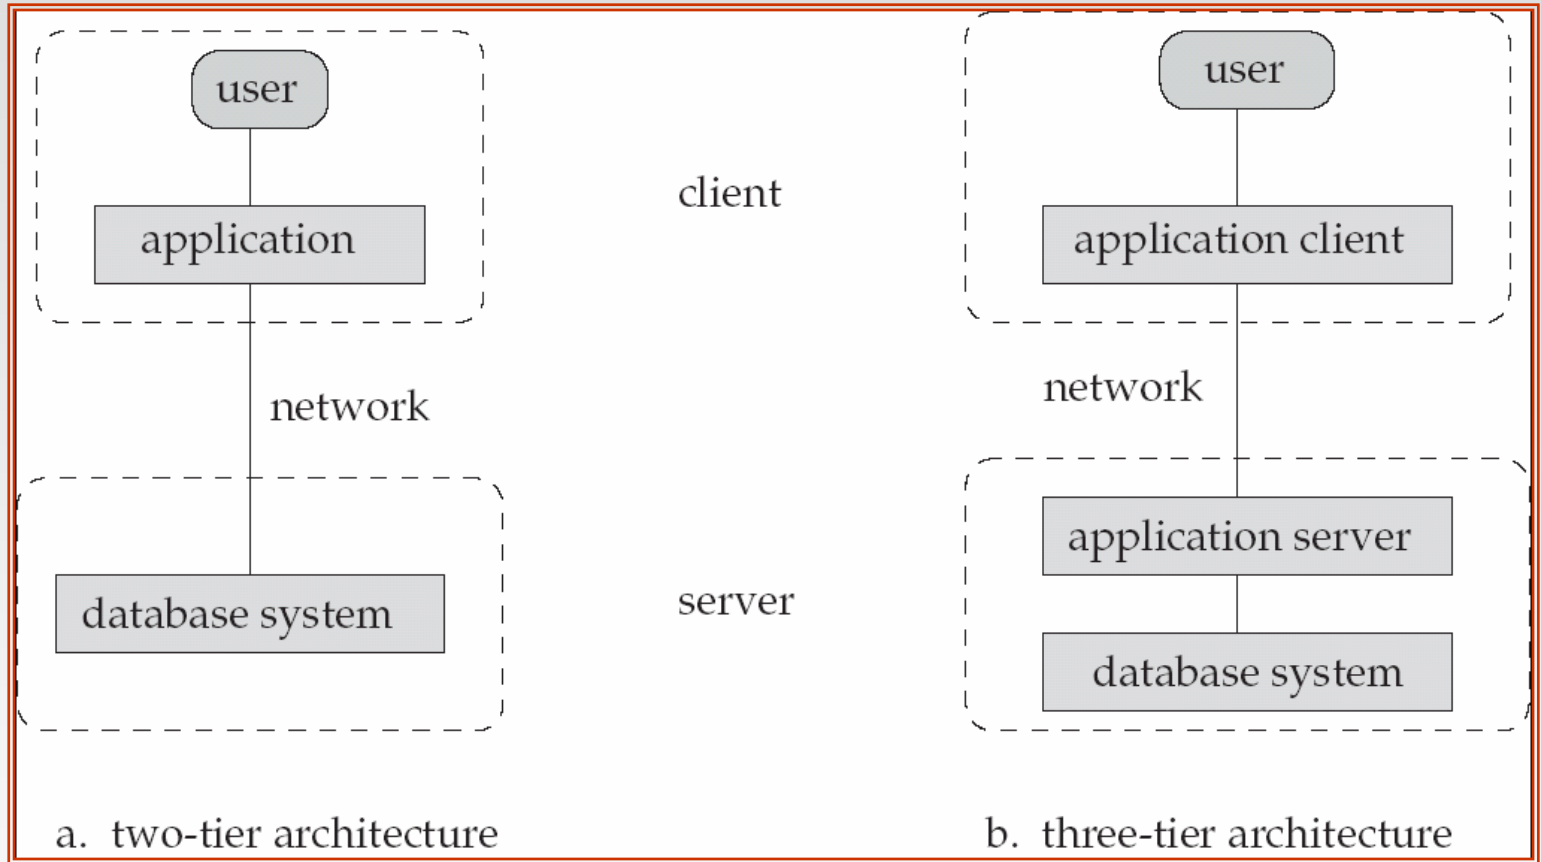 user
application
network
database system
a. two-tier architecture
client
server
user
application client
network
application server
database system
b. three-tier architecture